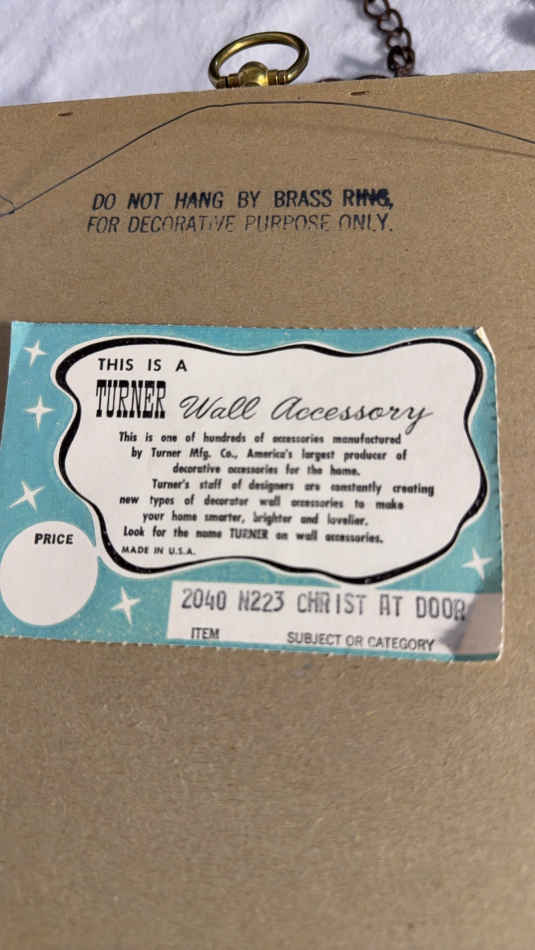 DO NOT HANG BY BRASS RING,
FOR DECORATIVE PURPOSE ONLY.
THIS IS A
TURNER Wall Accessory
This is one of hundreds of accessories manufactured
by Turner Mfg. Co., America's largest producer of
decorative accessories for the home.
Turner's staff of designers are constantly creating
new types of decorator wall accessories to make
your home smarter, brighter and lovelier.
Look for the name TURNER on wall accessories.
MADE IN U.S.A.
PRICE
2040 N223 CHRIST AT DOOR
ITEM SUBJECT OR CATEGORY